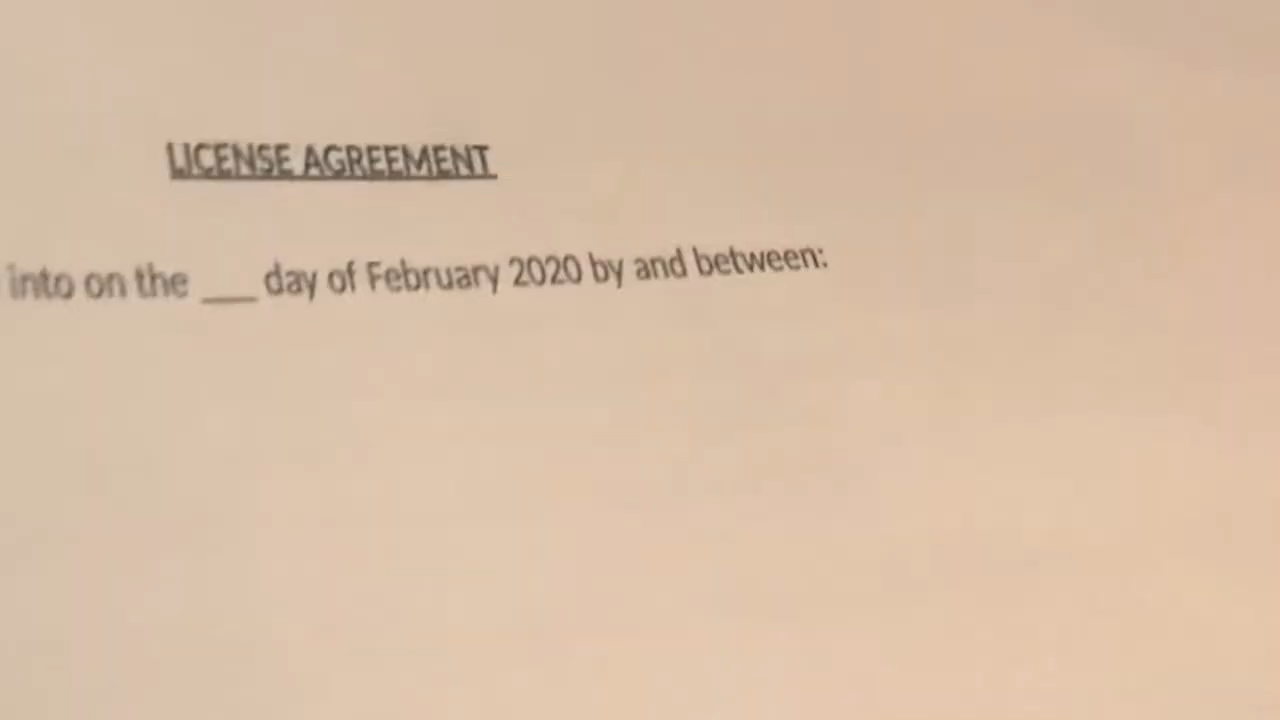 LICENSE AGREEMENT
into on the ___ day of February 2020 by and between: